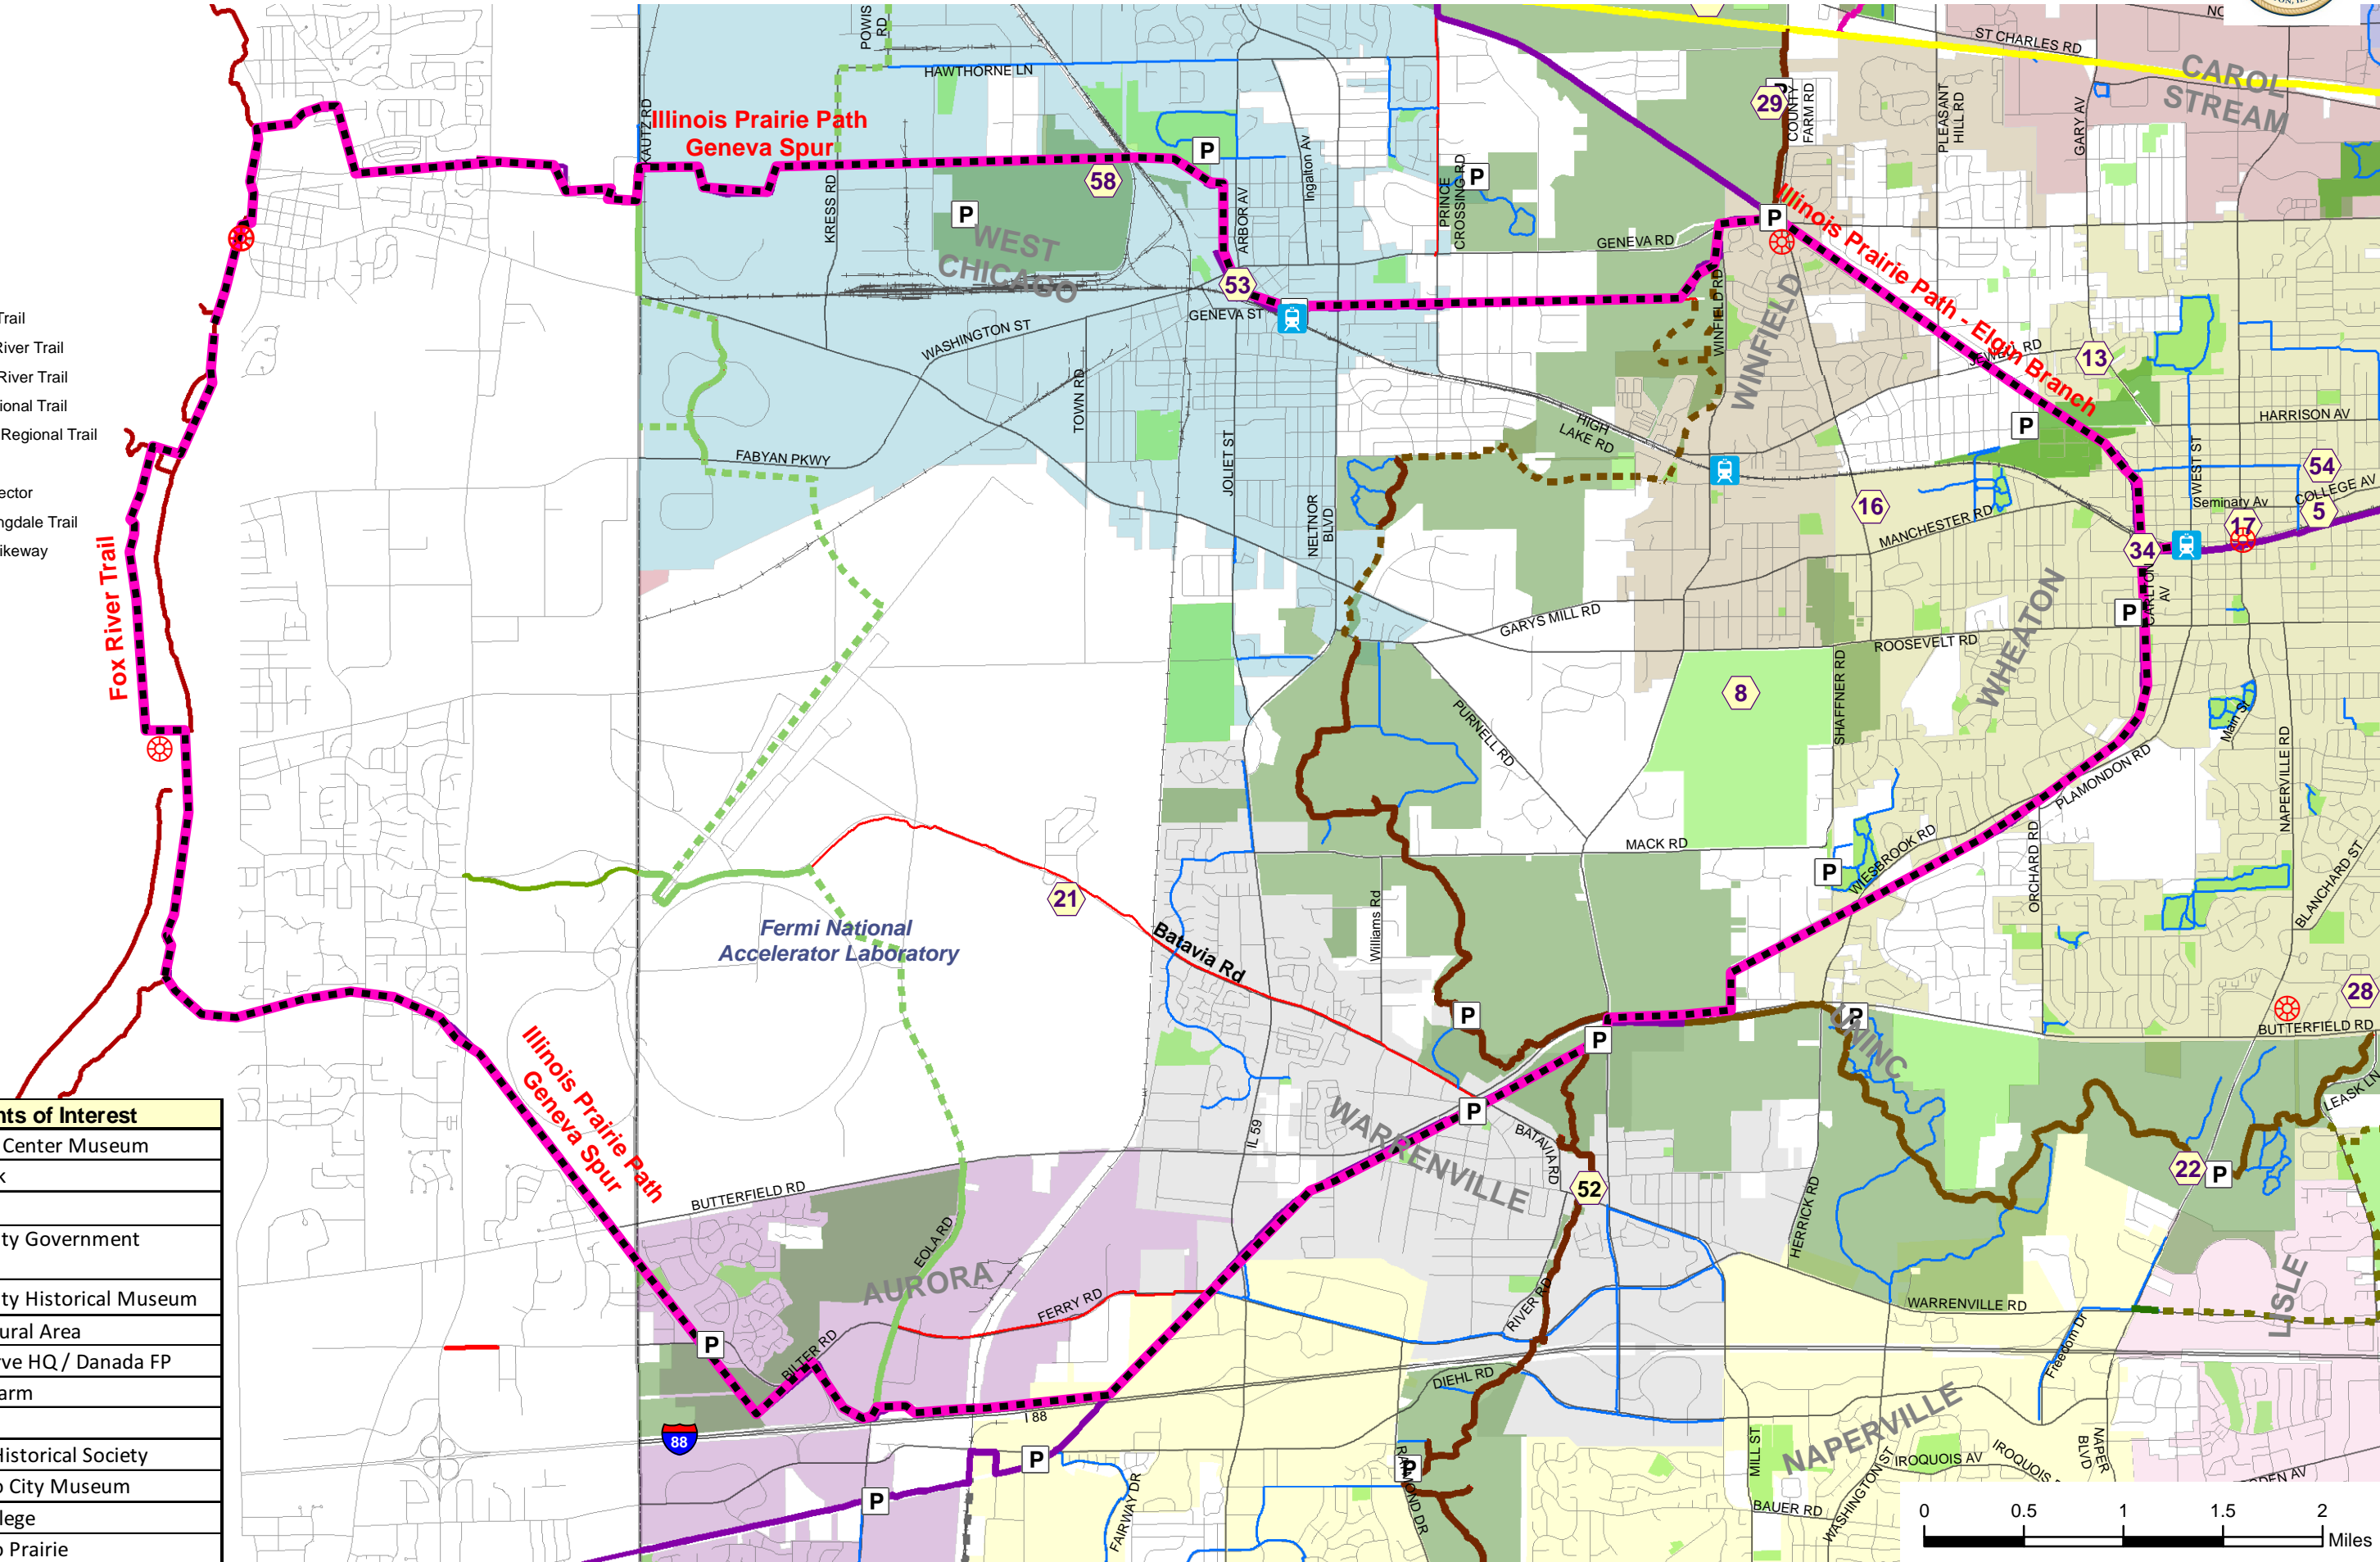 POWIS
RD
HAWTHORNE LN
ST CHARLES RD
CAROL
STREAM
KAUTZ RD
Illinois Prairie Path
Geneva Spur
P
29
COUNTY
FARM RD
PLEASANT
HILL RD
GARY AV
58
KRESS RD
P
WEST
CHICAGO
ARBOR AV
Ingalton Av
PRINCE
CROSSING RD
P
GENEVA RD
P
Illinois Prairie Path - Elgin Branch
53
GENEVA ST
WINFIELD RD
WINFIELD
13
Trail
River Trail
River Trail
ional Trail
Regional Trail
ector
ngdale Trail
ikeway
WASHINGTON ST
TOWN RD
FABYAN PKWY
JOLIET ST
NELTNOR
BLVD
HIGH
LAKE RD
P
HARRISON AV
WEST ST
54
COLLEGE AV
Seminary Av
5
17
16
MANCHESTER RD
34
CARLTON
AV
P
WHEATON
Fox River Trail
GARYS MILL RD
ROOSEVELT RD
8
SHAFFNER RD
PURNELL RD
Main St
NAPERVILLE RD
PLAMONDON RD
MACK RD
P
WIESBROOK RD
ORCHARD RD
BLANCHARD ST
21
Fermi National
Accelerator Laboratory
Batavia Rd
Williams Rd
28
BUTTERFIELD RD
P
P
P
UNINC
LEASK LN
Illinois Prairie Path
Geneva Spur
P
WARRENVILLE
IL 59
BATAVIA RD
52
22
P
HERRICK RD
BUTTERFIELD RD
EOLA RD
AURORA
FERRY RD
BILTER RD
P
RIVER RD
WARRENVILLE RD
Freedom Dr
LISLE
DIEHL RD
I 88
88
P
P
P
RAYMOND DR
FAIRWAY DR
MILL ST
NAPERVILLE
WASHINGTON ST
IROQUOIS AV
BAUER RD
NAPER
BLVD
nts of Interest
Center Museum
k
ty Government
ty Historical Museum
ural Area
rve HQ / Danada FP
arm
Historical Society
o City Museum
lege
o Prairie
0 0.5 1 1.5 2
Miles